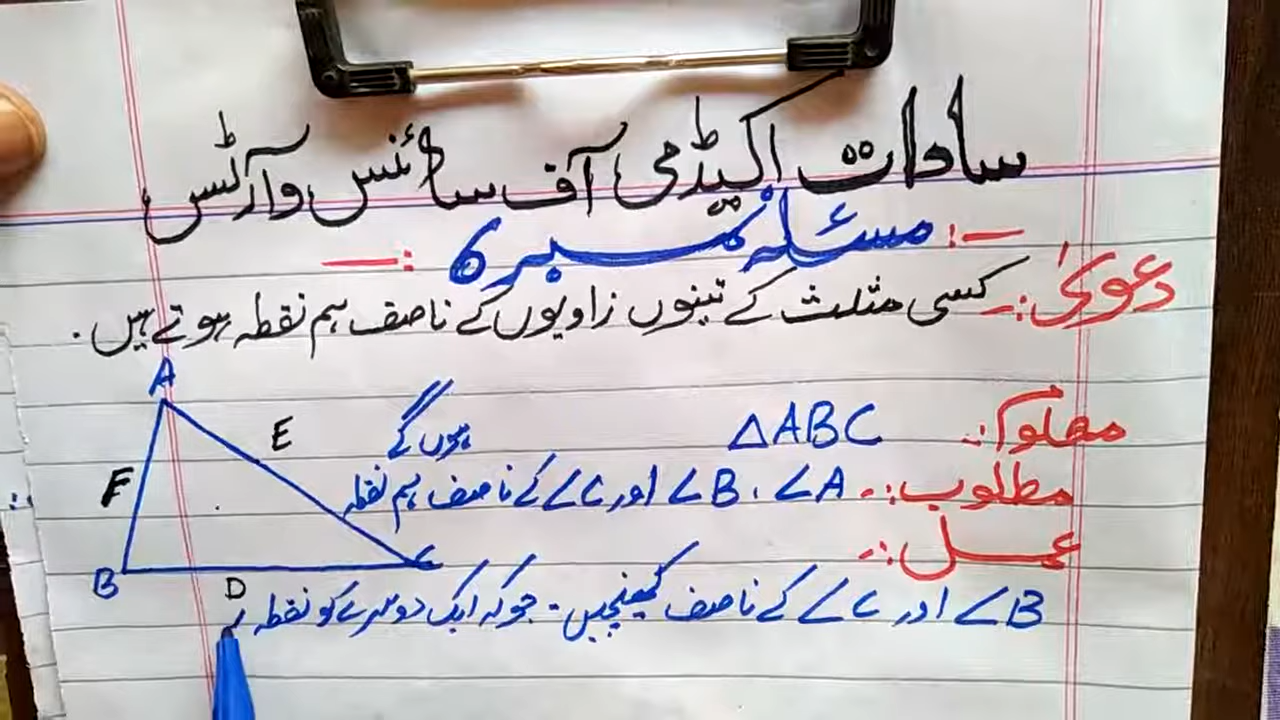 سادات اکیڈمی آف سائنس و آرٹس
-: مسئلہ نمبر 6 :-
دعویٰ:- کسی مثلث کے تینوں زاویوں کے ناصف ہم نقطہ ہوتے ہیں.
A
معلوم:- △ABC
E
ہوں گے
مطلوب:- ∠A، ∠B اور ∠C کے ناصف ہم نقطہ
F
عمل:-
B
C
D
∠B اور ∠C کے ناصف کھینچیں - جو کہ ایک دوسرے کو نقطہ